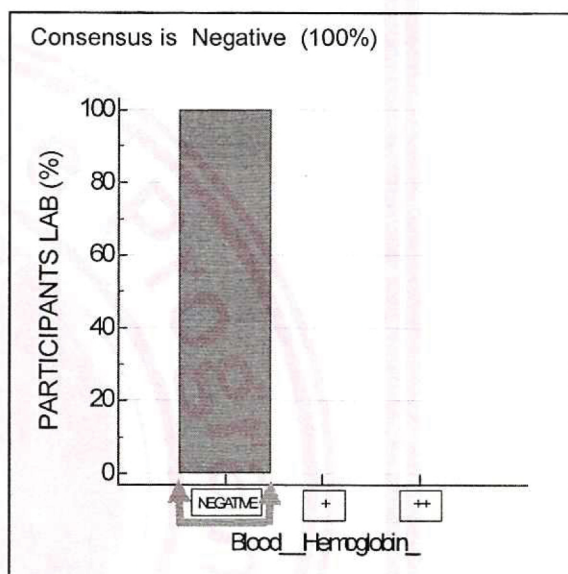 Consensus is Negative (100%)
PARTICIPANTS LAB (%)
100
80
60
40
20
0
NEGATIVE
+
++
Blood__Hemoglobin_